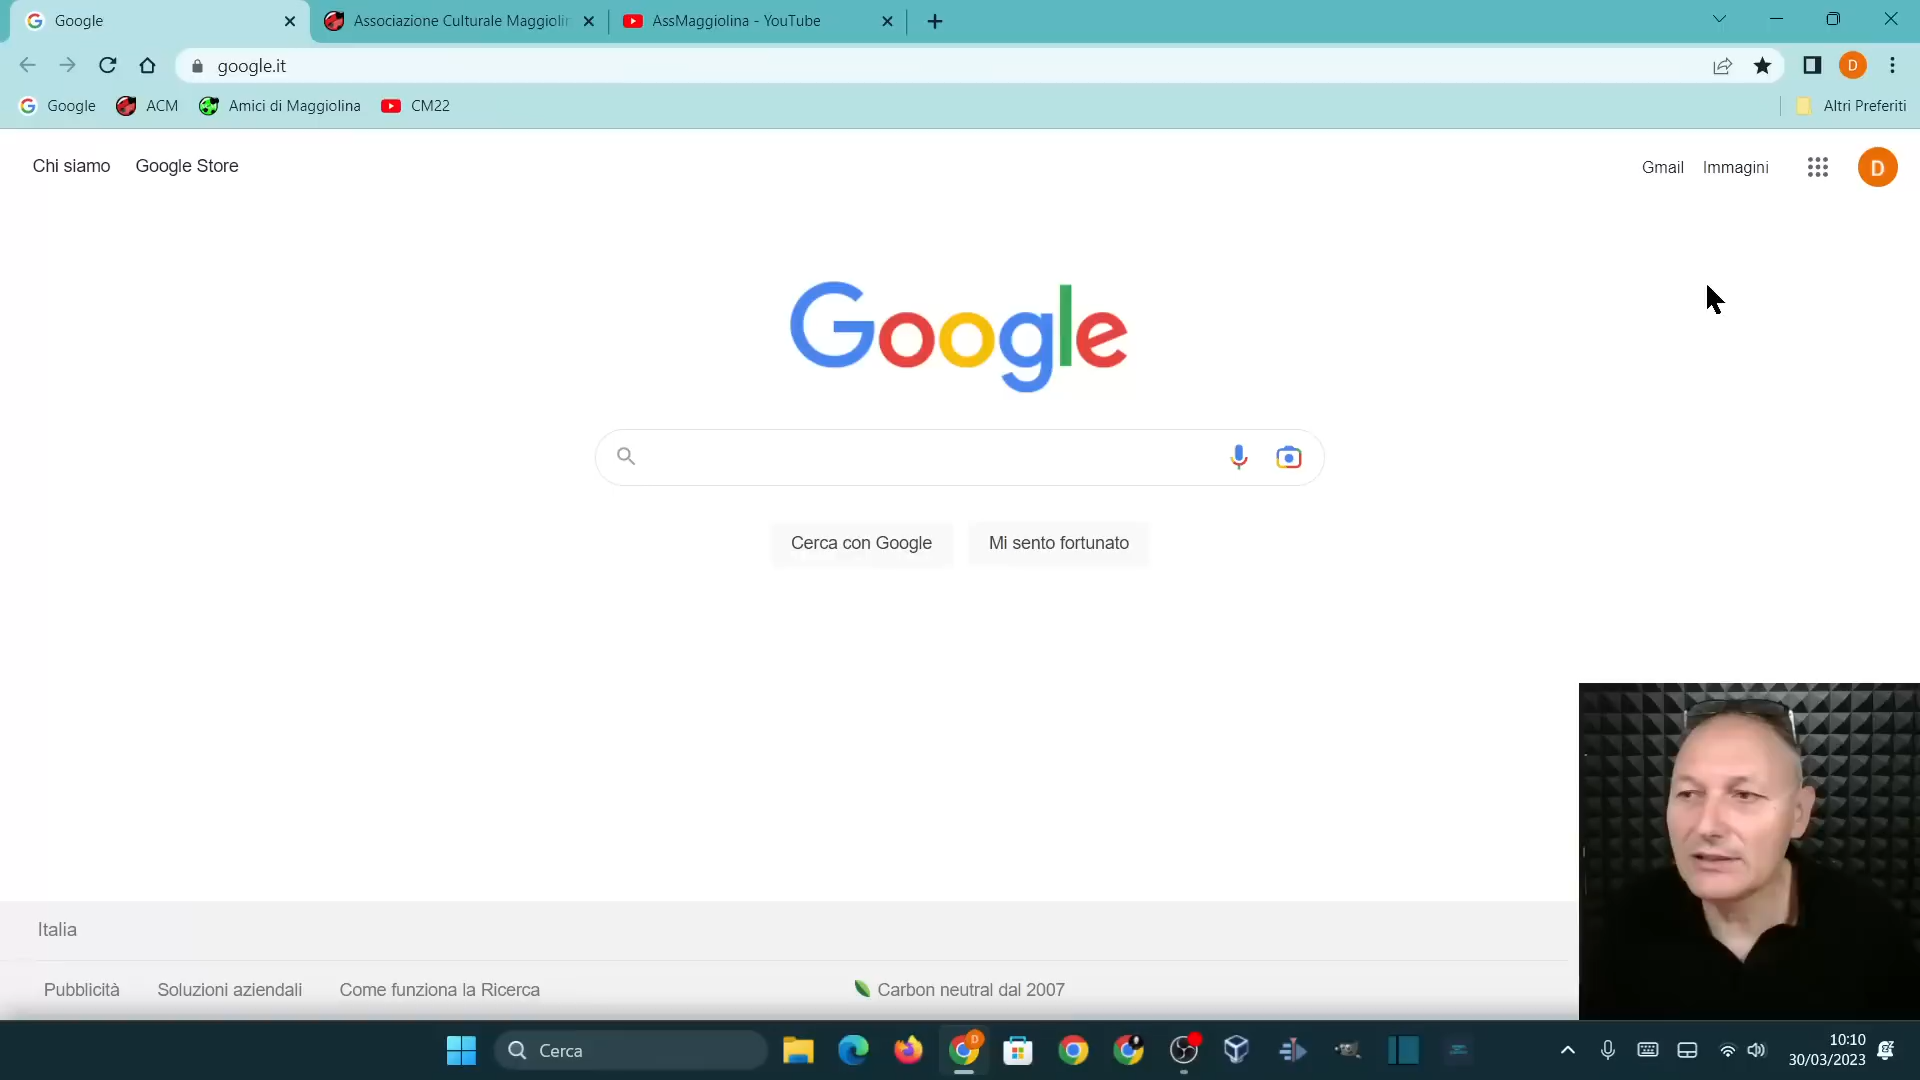 Google
Associazione Culturale Maggiolin
AssMaggiolina - YouTube
google.it
D
Google
ACM
Amici di Maggiolina
CM22
Altri Preferiti
Chi siamo
Google Store
Gmail
Immagini
D
Google
Cerca con Google
Mi sento fortunato
Italia
Pubblicità
Soluzioni aziendali
Come funziona la Ricerca
Carbon neutral dal 2007
Cerca
D
10:10
30/03/2023